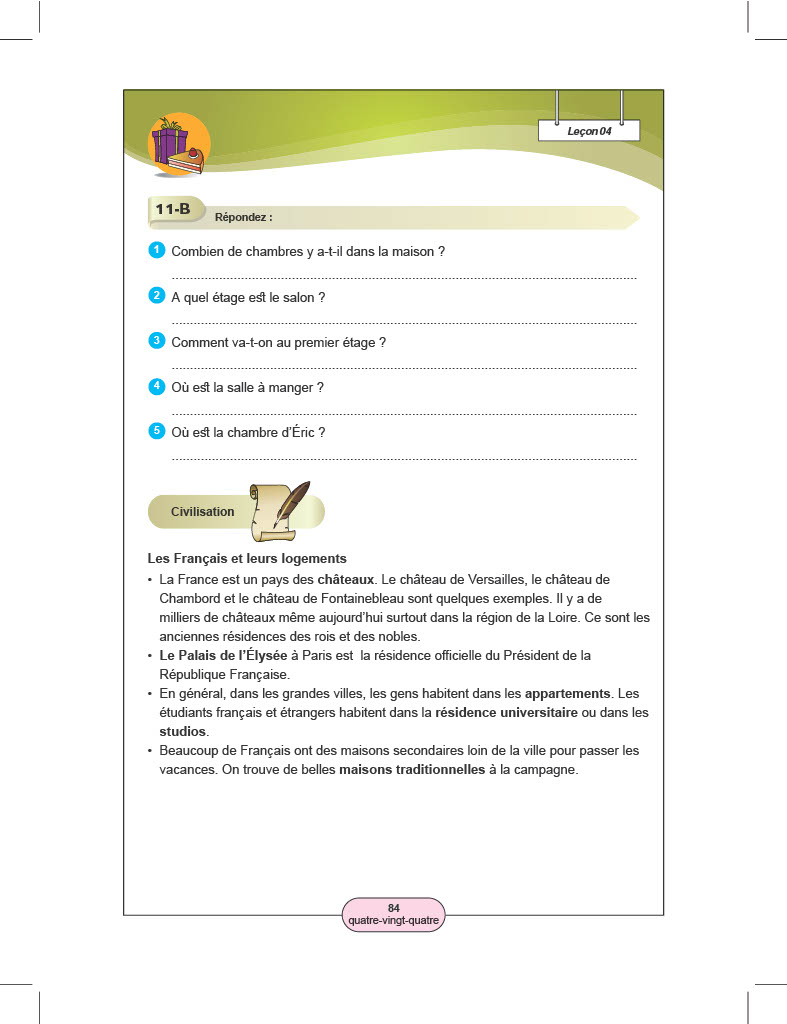 Leçon 04
11-B
Répondez :
1 Combien de chambres y a-t-il dans la maison ?
2 A quel étage est le salon ?
3 Comment va-t-on au premier étage ?
4 Où est la salle à manger ?
5 Où est la chambre d'Éric ?
Civilisation
Les Français et leurs logements
• La France est un pays des châteaux. Le château de Versailles, le château de
Chambord et le château de Fontainebleau sont quelques exemples. Il y a de
milliers de châteaux même aujourd'hui surtout dans la région de la Loire. Ce sont les
anciennes résidences des rois et des nobles.
• Le Palais de l'Élysée à Paris est la résidence officielle du Président de la
République Française.
• En général, dans les grandes villes, les gens habitent dans les appartements. Les
étudiants français et étrangers habitent dans la résidence universitaire ou dans les
studios.
• Beaucoup de Français ont des maisons secondaires loin de la ville pour passer les
vacances. On trouve de belles maisons traditionnelles à la campagne.
84
quatre-vingt-quatre